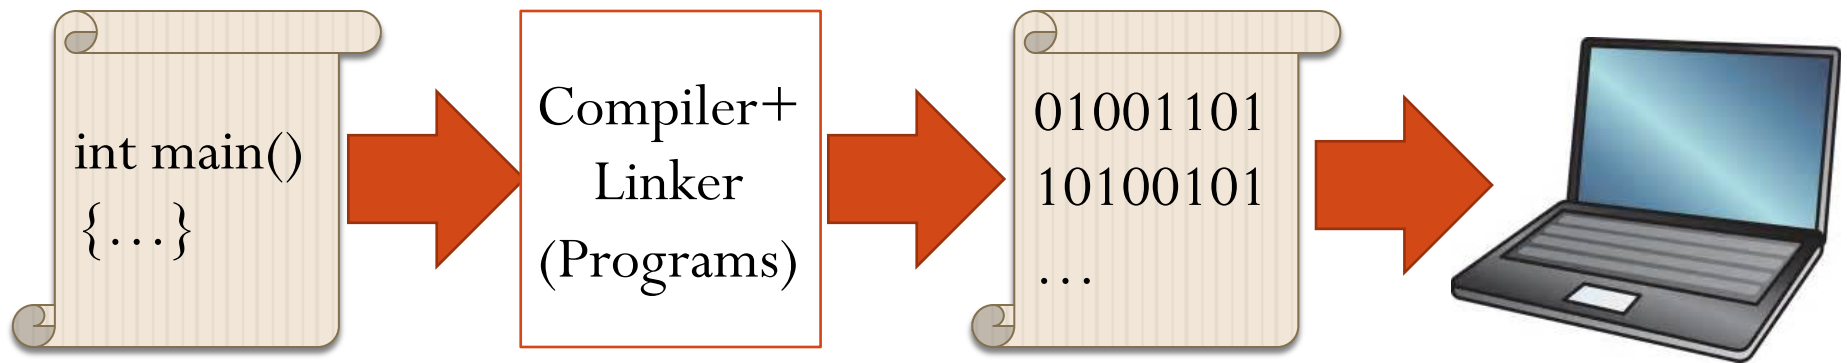 int main()
{…}
Compiler+
Linker
(Programs)
01001101
10100101
…